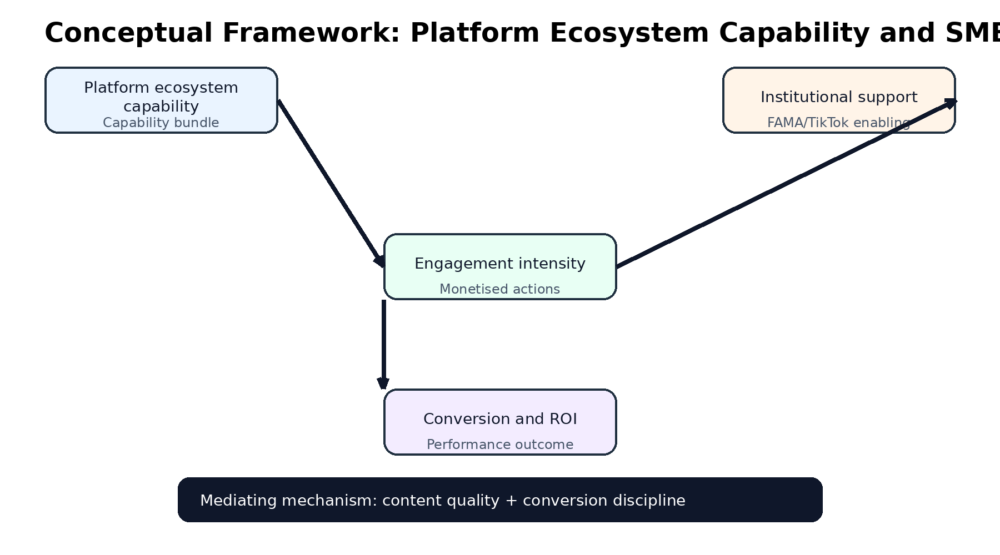 Conceptual Framework: Platform Ecosystem Capability and SME
Platform ecosystem
capability
Capability bundle
Institutional support
FAMA/TikTok enabling
Engagement intensity
Monetised actions
Conversion and ROI
Performance outcome
Mediating mechanism: content quality + conversion discipline